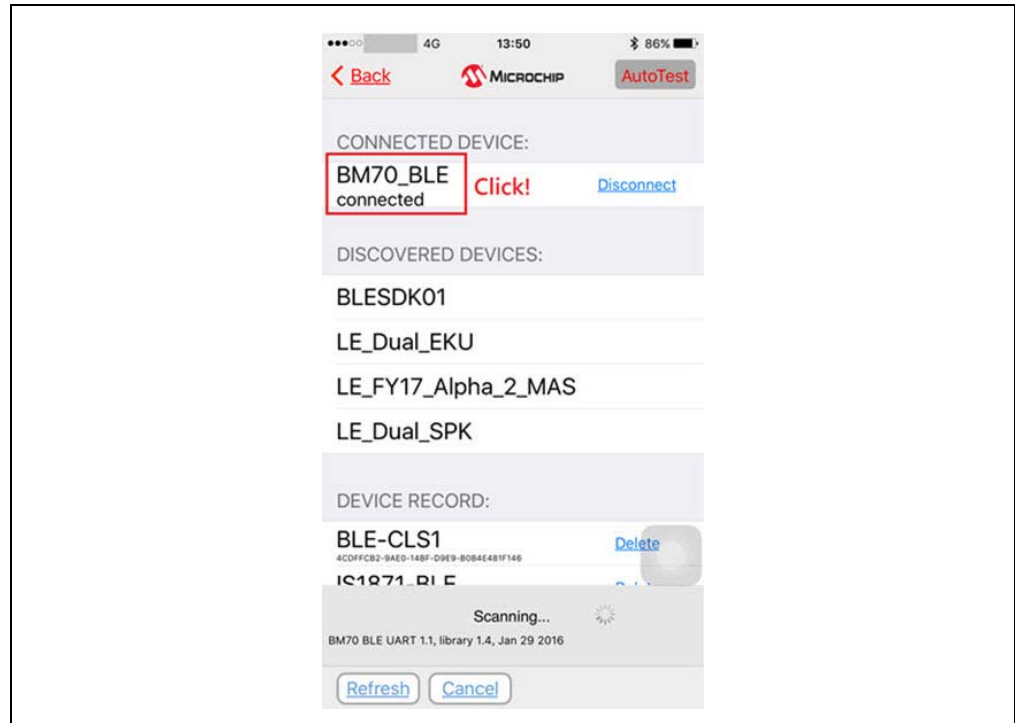 4G 13:50 86%
Back MICROCHIP AutoTest
CONNECTED DEVICE:
BM70_BLE
connected
Click!
Disconnect
DISCOVERED DEVICES:
BLESDK01
LE_Dual_EKU
LE_FY17_Alpha_2_MAS
LE_Dual_SPK
DEVICE RECORD:
BLE-CLS1
Delete
4CDFFCB2-9AE0-14BF-D9E9-B0B4E481F146
IS1871-BLE
Scanning...
BM70 BLE UART 1.1, library 1.4, Jan 29 2016
Refresh Cancel